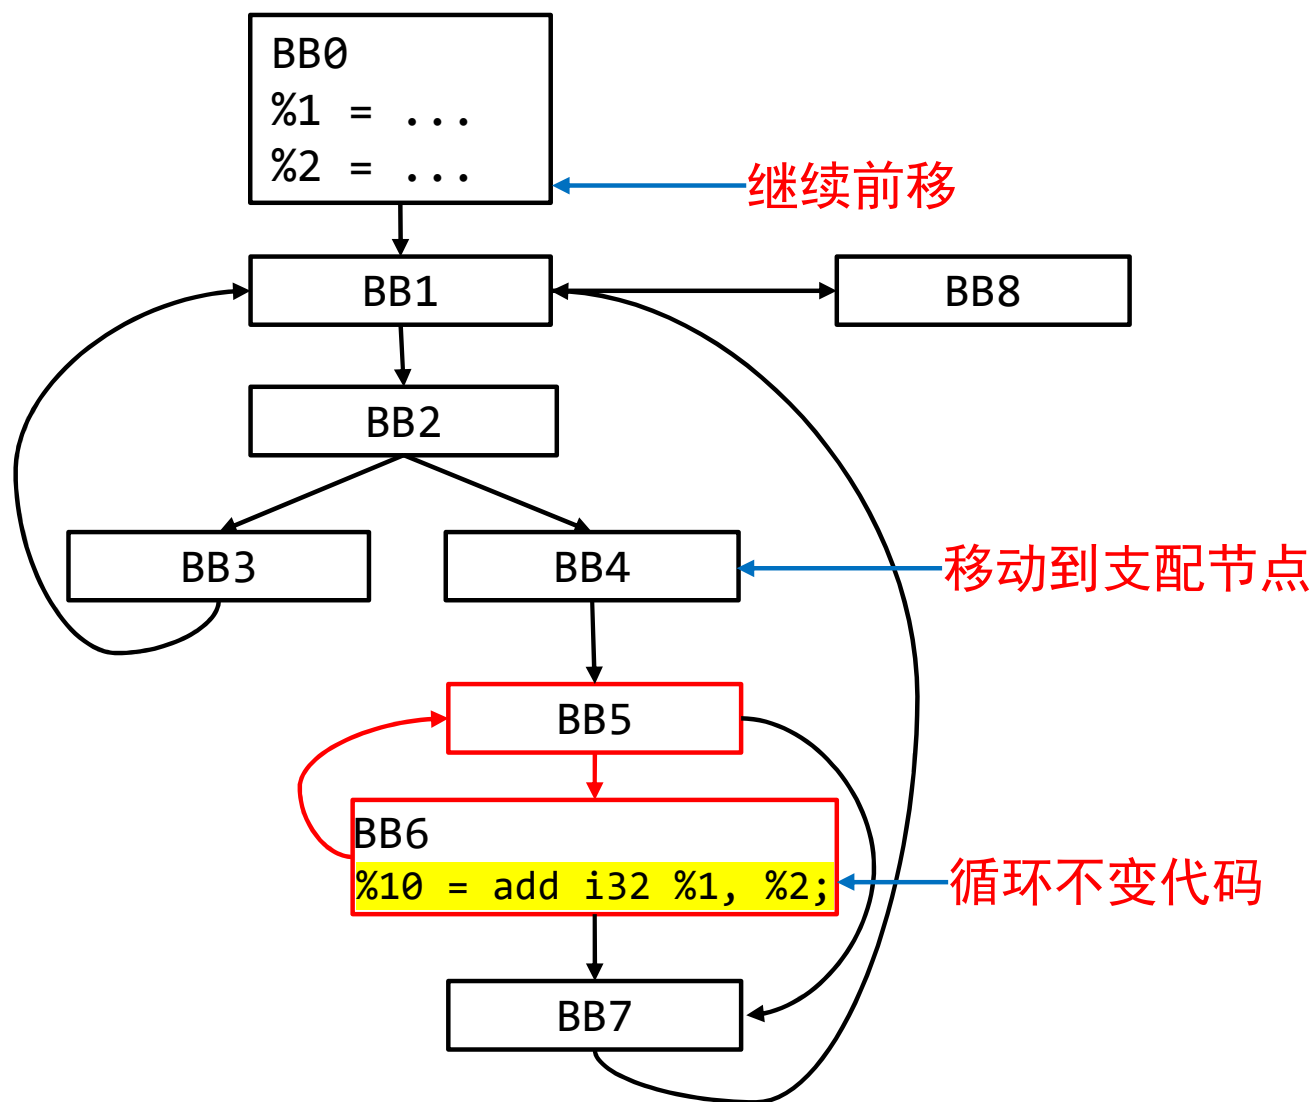 BB0
%1 = ...
%2 = ...
继续前移
BB1
BB8
BB2
BB3
BB4
移动到支配节点
BB5
BB6
%10 = add i32 %1, %2;
循环不变代码
BB7